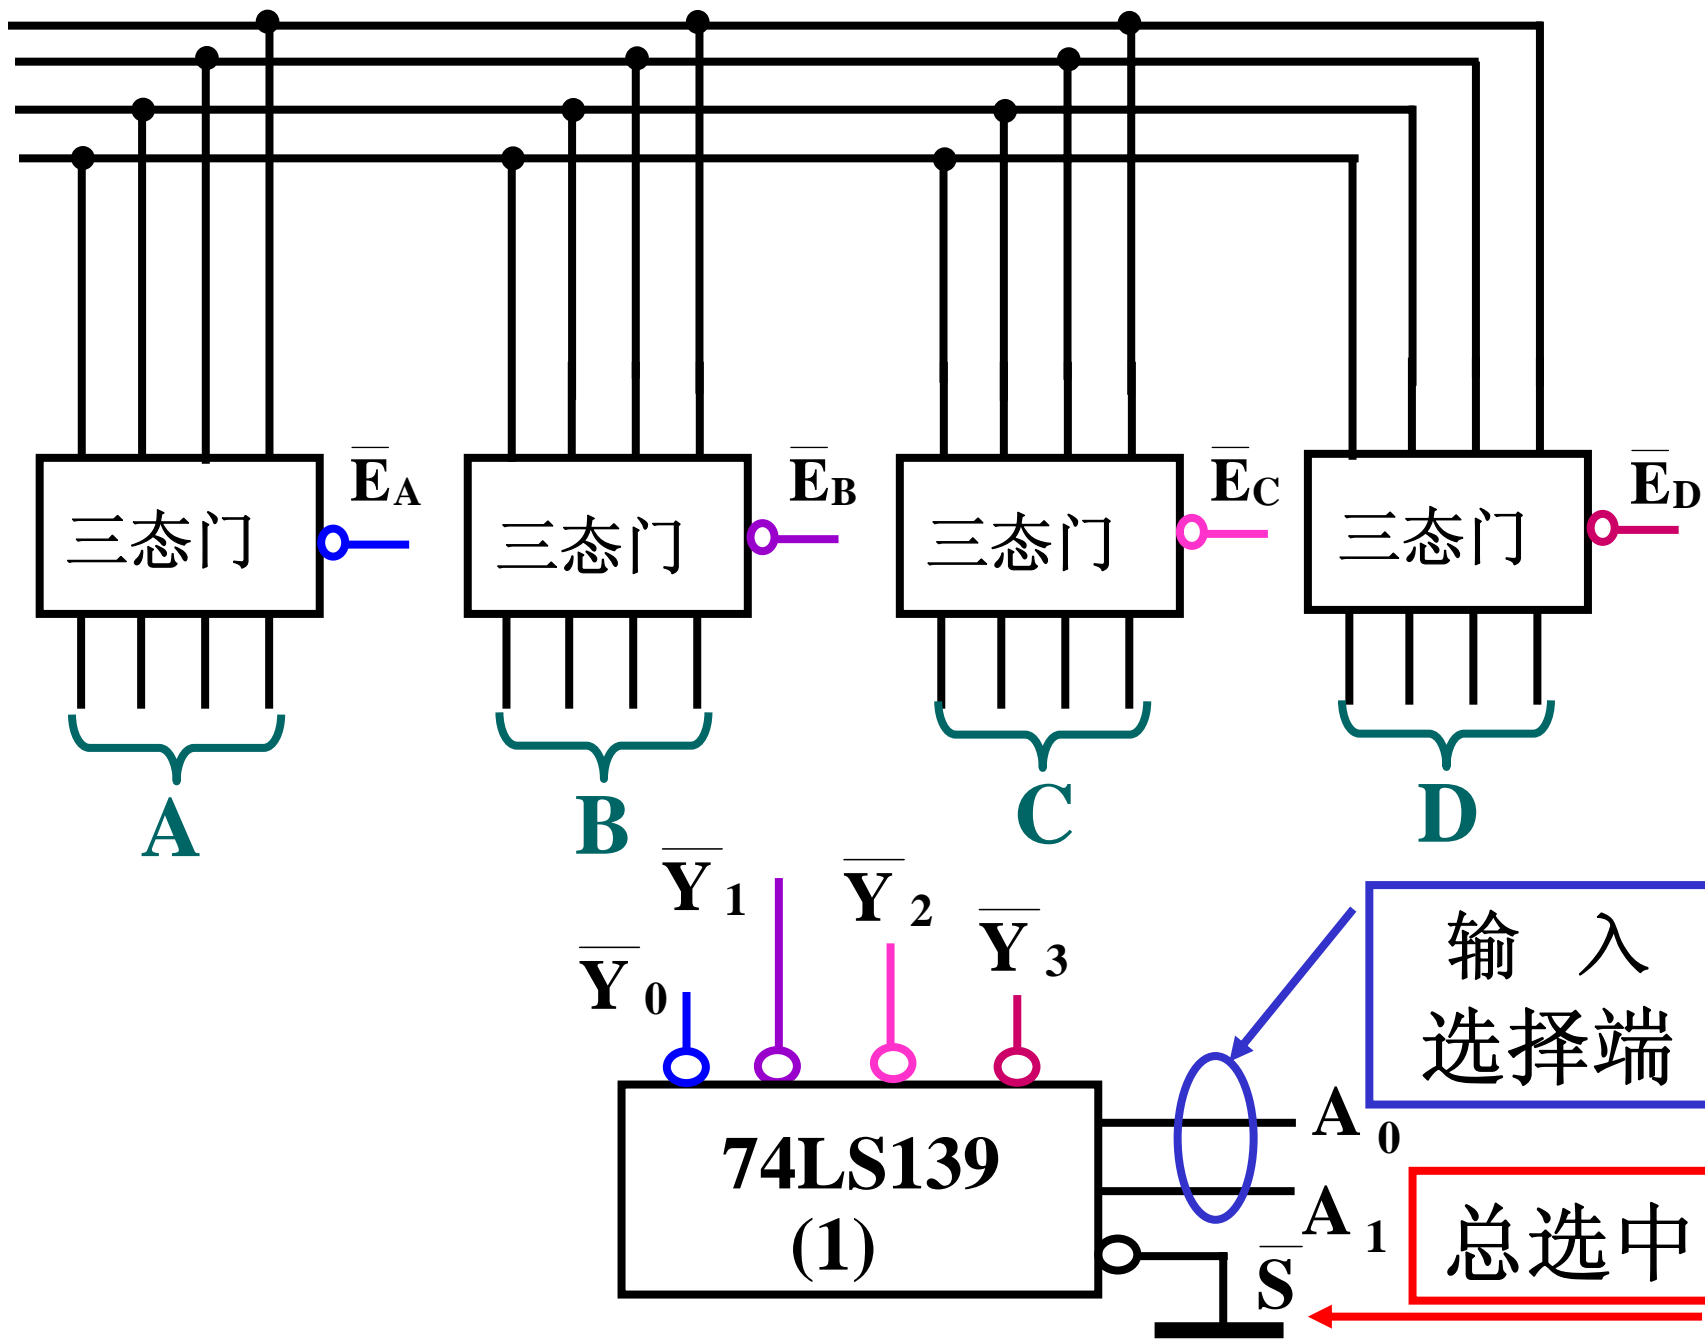 E̅A E̅B E̅C E̅D
三态门 三态门 三态门 三态门
A B C D
Y̅0 Y̅1 Y̅2 Y̅3
输 入
选择端
74LS139
(1)
A0
A1
S̅
总选中